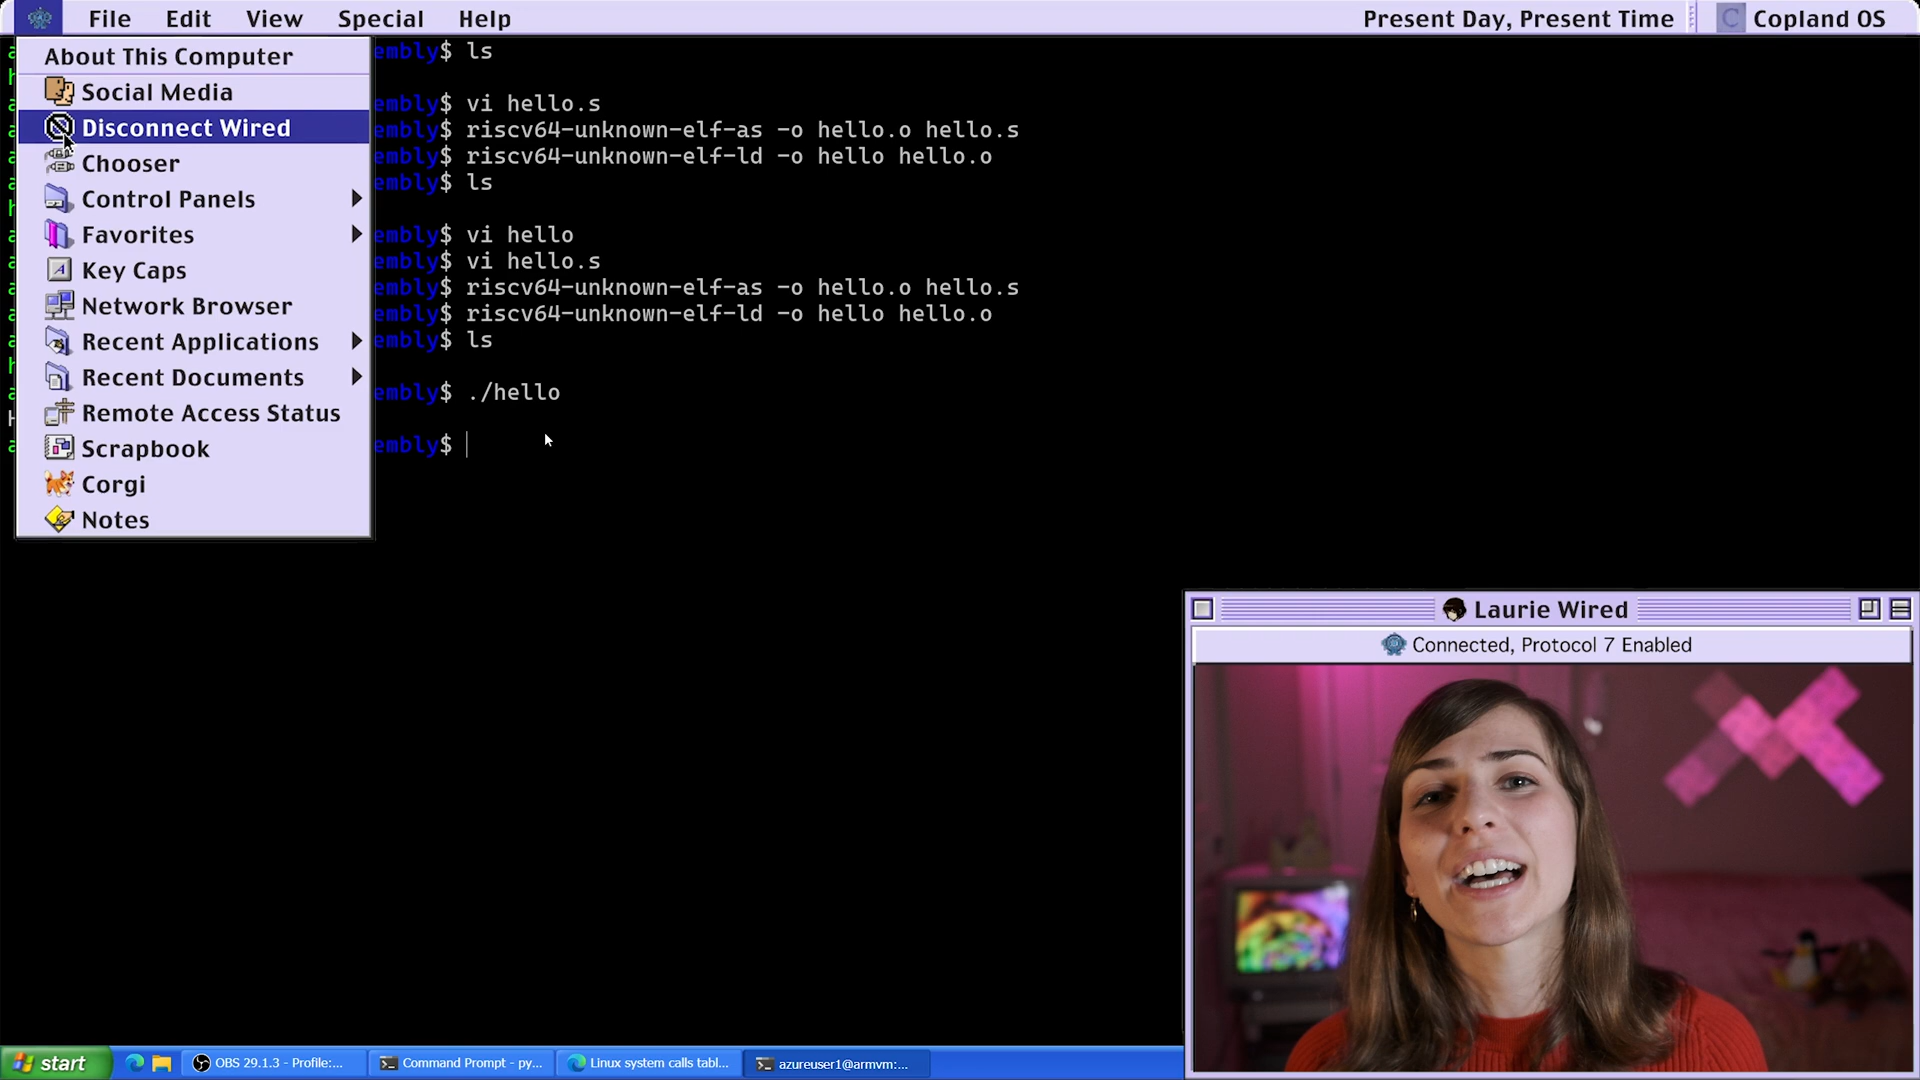 File Edit View Special Help Present Day, Present Time Copland OS
About This Computer
Social Media
Disconnect Wired
Chooser
Control Panels
Favorites
Key Caps
Network Browser
Recent Applications
Recent Documents
Remote Access Status
Scrapbook
Corgi
Notes
embly$ ls
embly$ vi hello.s
embly$ riscv64-unknown-elf-as -o hello.o hello.s
embly$ riscv64-unknown-elf-ld -o hello hello.o
embly$ ls
embly$ vi hello
embly$ vi hello.s
embly$ riscv64-unknown-elf-as -o hello.o hello.s
embly$ riscv64-unknown-elf-ld -o hello hello.o
embly$ ls
embly$ ./hello
embly$
Laurie Wired
Connected, Protocol 7 Enabled
start OBS 29.1.3 - Profile:... Command Prompt - py... Linux system calls tabl... azureuser1@armvm:...